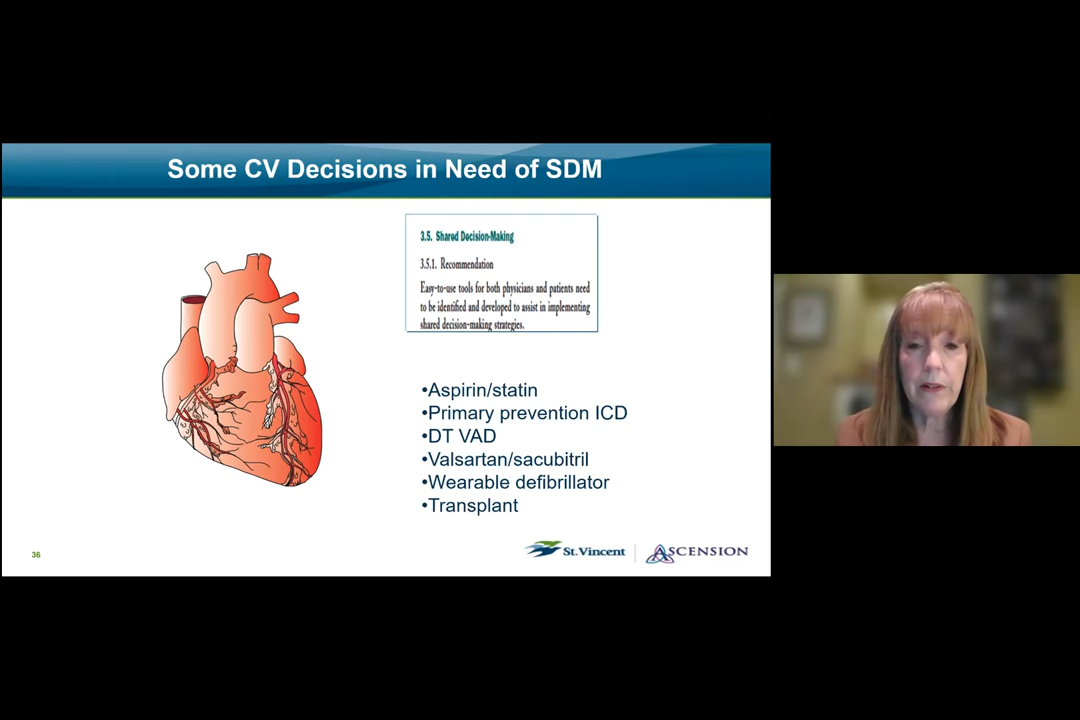 Some CV Decisions in Need of SDM
3.5. Shared Decision-Making
3.5.1. Recommendation
Easy-to-use tools for both physicians and patients need
to be identified and developed to assist in implementing
shared decision-making strategies.
•Aspirin/statin
•Primary prevention ICD
•DT VAD
•Valsartan/sacubitril
•Wearable defibrillator
•Transplant
36
St.Vincent
ASCENSION